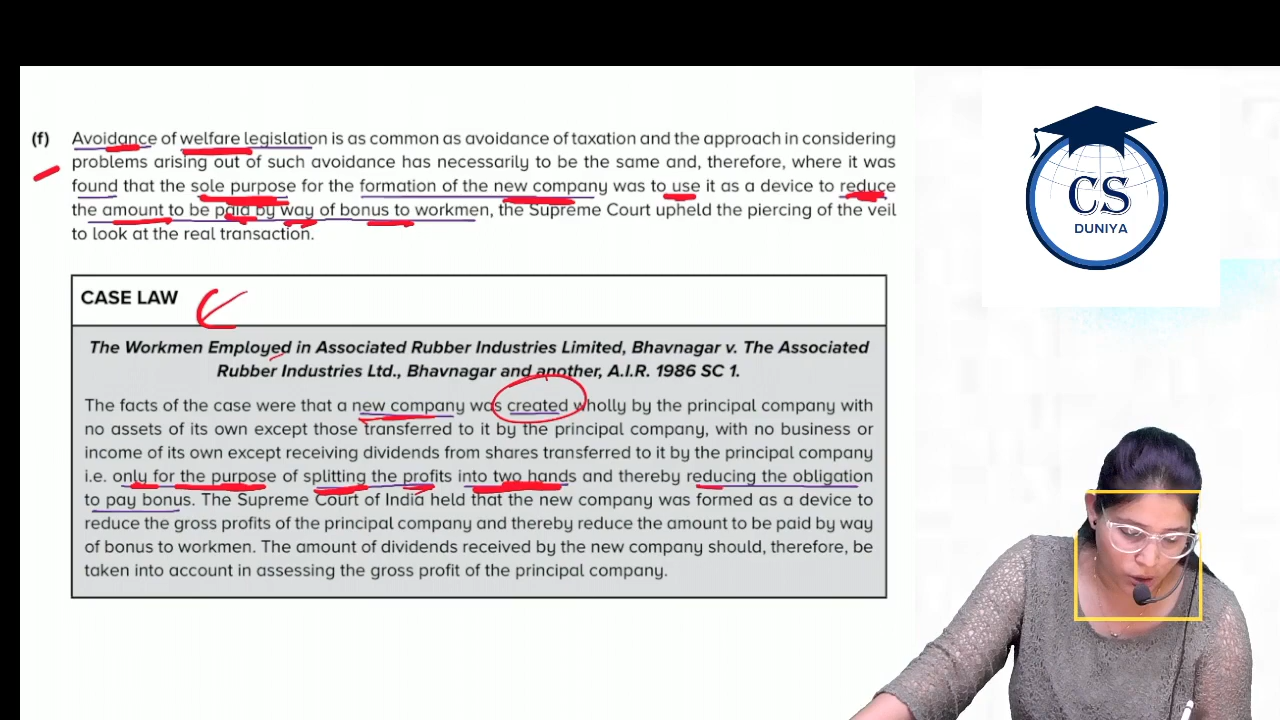 (f) Avoidance of welfare legislation is as common as avoidance of taxation and the approach in considering
problems arising out of such avoidance has necessarily to be the same and, therefore, where it was
found that the sole purpose for the formation of the new company was to use it as a device to reduce
the amount to be paid by way of bonus to workmen, the Supreme Court upheld the piercing of the veil
to look at the real transaction.
CASE LAW
The Workmen Employed in Associated Rubber Industries Limited, Bhavnagar v. The Associated
Rubber Industries Ltd., Bhavnagar and another, A.I.R. 1986 SC 1.
The facts of the case were that a new company was created wholly by the principal company with
no assets of its own except those transferred to it by the principal company, with no business or
income of its own except receiving dividends from shares transferred to it by the principal company
i.e. only for the purpose of splitting the profits into two hands and thereby reducing the obligation
to pay bonus. The Supreme Court of India held that the new company was formed as a device to
reduce the gross profits of the principal company and thereby reduce the amount to be paid by way
of bonus to workmen. The amount of dividends received by the new company should, therefore, be
taken into account in assessing the gross profit of the principal company.
CS
DUNIYA